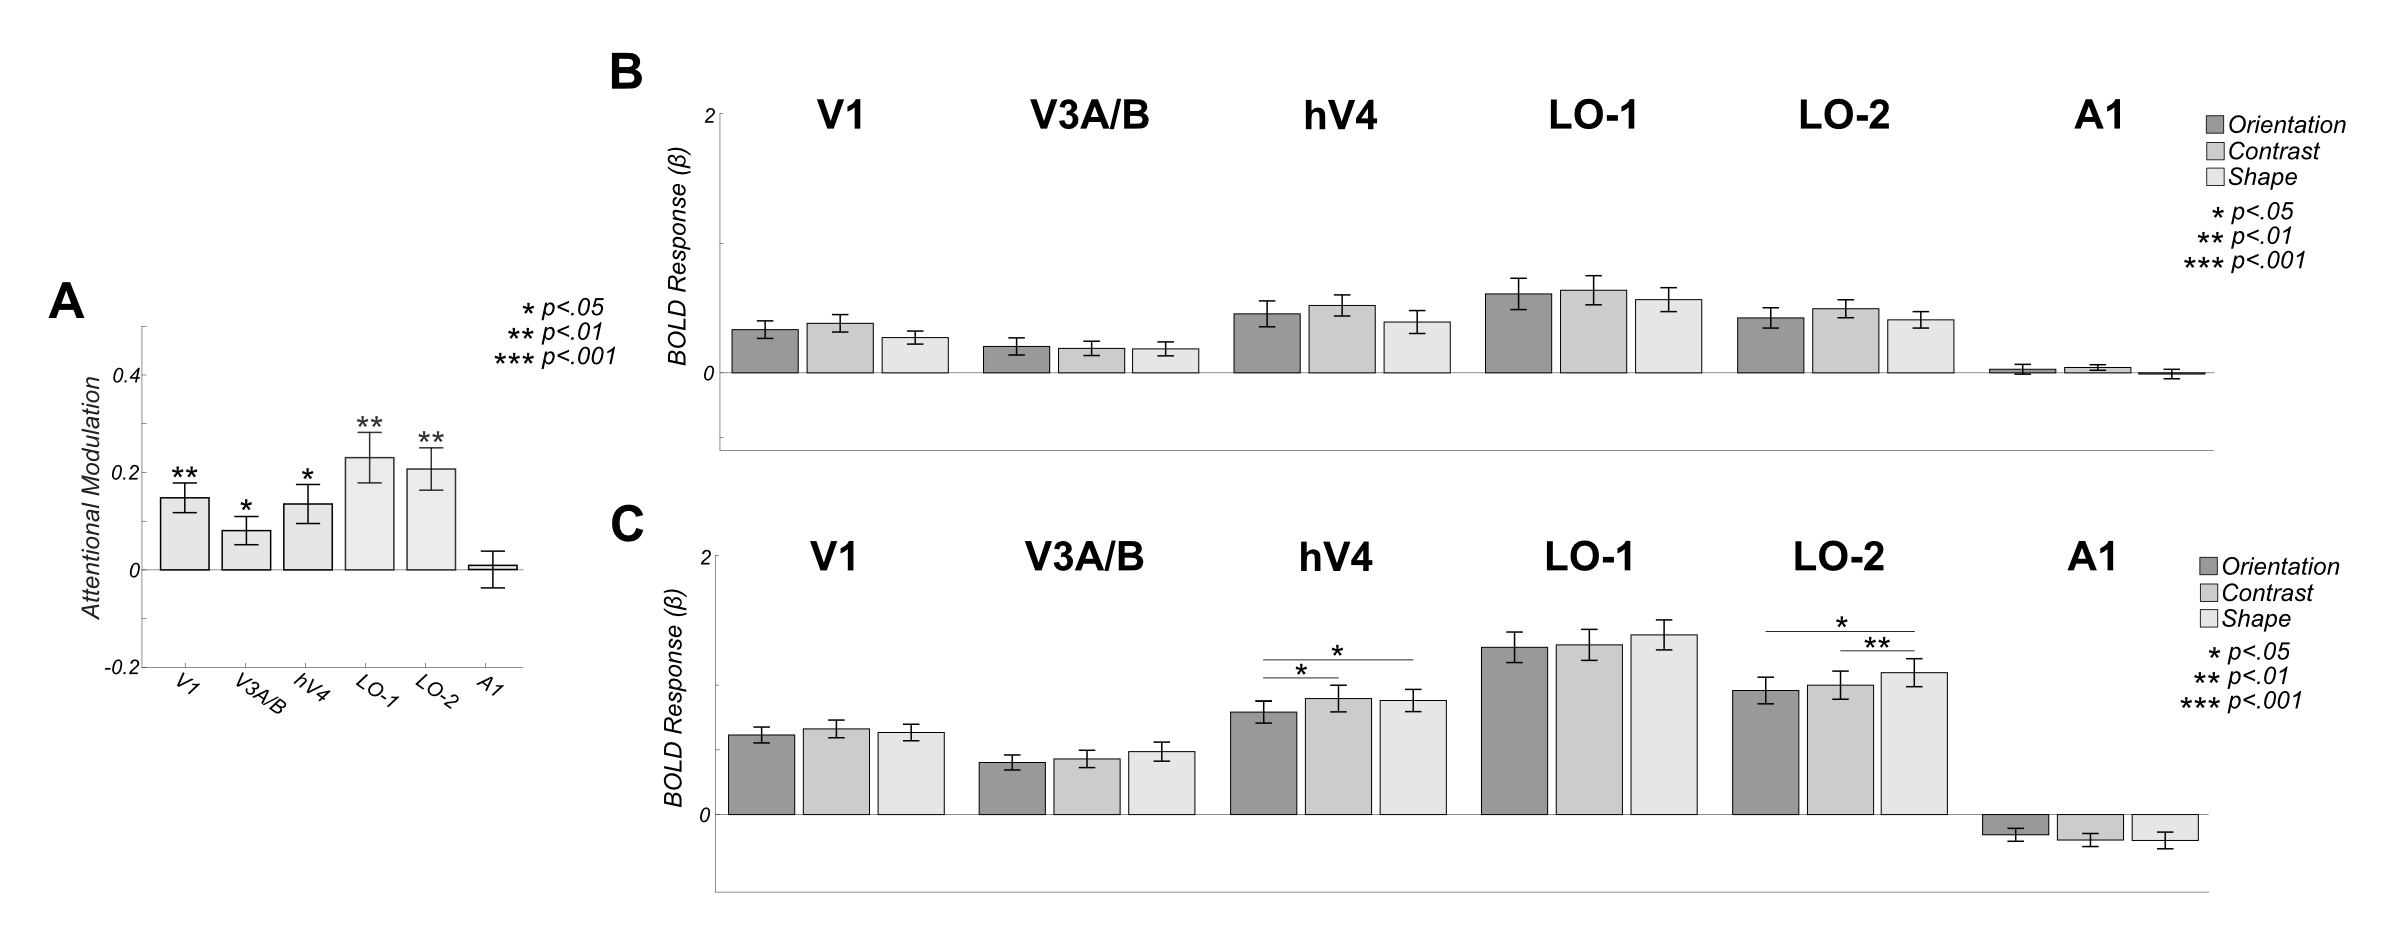 A
* p<.05
** p<.01
*** p<.001
Attentional Modulation
0.4
0.2
0
-0.2
** * * ** **
V1 V3A/B hV4 LO-1 LO-2 A1
B
V1 V3A/B hV4 LO-1 LO-2 A1
BOLD Response (β)
2
0
Orientation
Contrast
Shape
* p<.05
** p<.01
*** p<.001
C
V1 V3A/B hV4 LO-1 LO-2 A1
BOLD Response (β)
2
0
*
*
*
**
Orientation
Contrast
Shape
* p<.05
** p<.01
*** p<.001